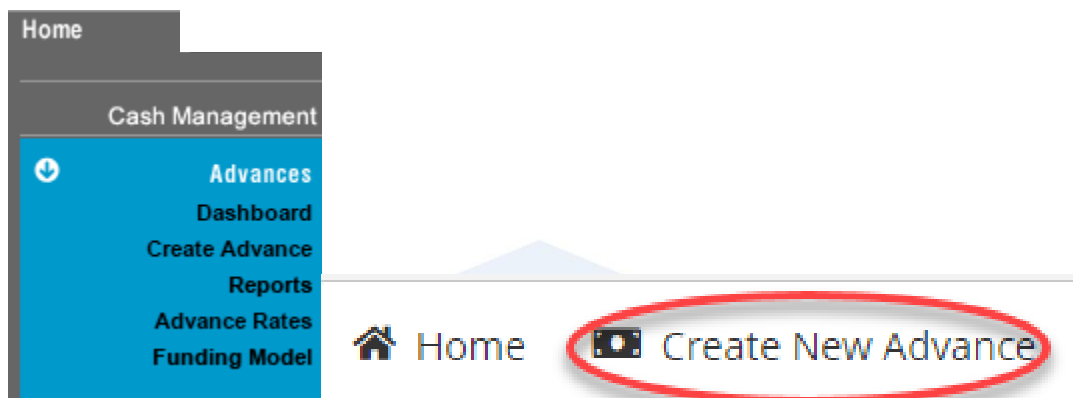 Home
Cash Management
Advances
Dashboard
Create Advance
Reports
Advance Rates
Funding Model
Home
Create New Advance